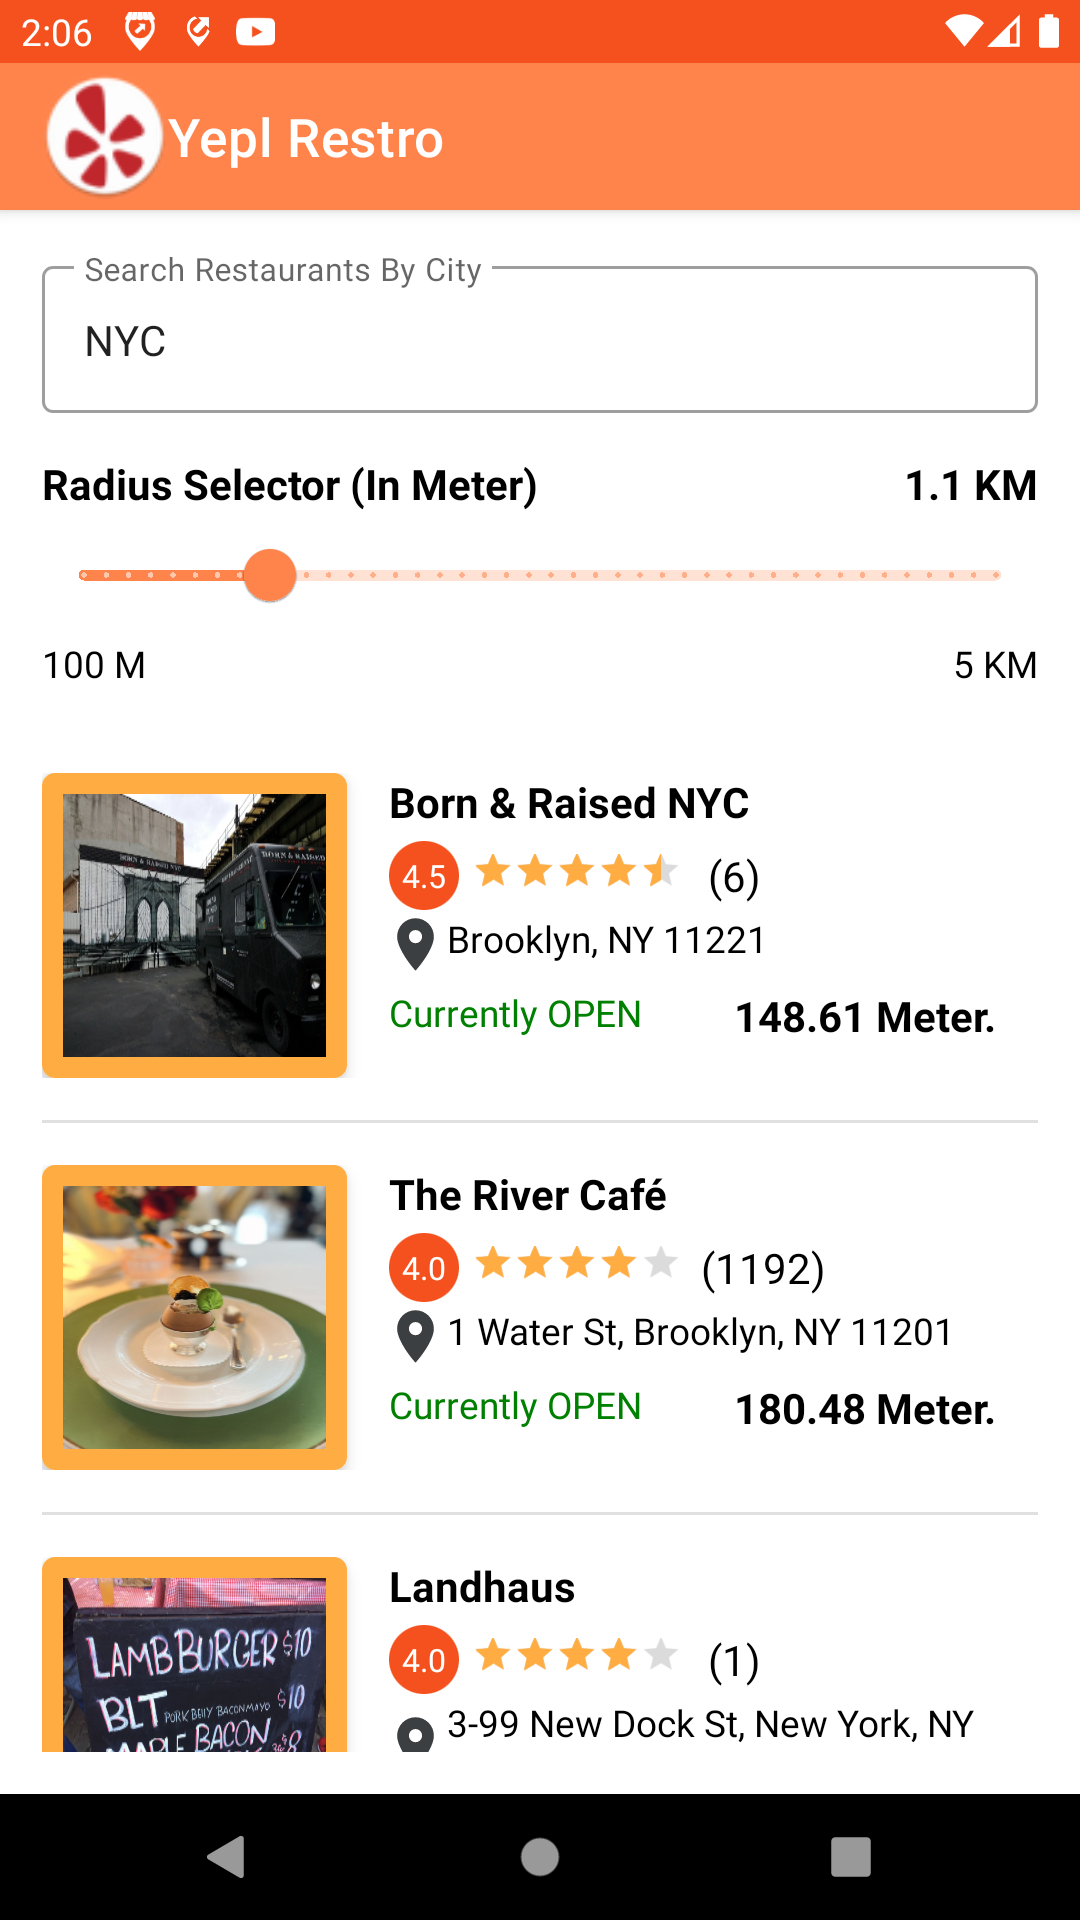 2:06
Yepl Restro
Search Restaurants By City
NYC
Radius Selector (In Meter) 1.1 KM
100 M 5 KM
Born & Raised NYC
BORN & RAISED NYC
BORN & RAISED
4.5 (6)
Brooklyn, NY 11221
Currently OPEN 148.61 Meter.
The River Café
4.0 (1192)
1 Water St, Brooklyn, NY 11201
Currently OPEN 180.48 Meter.
Landhaus
LAMB BURGER $10
BLT PORK BELLY BACON MAYO $10
MAPLE BACON $8
4.0 (1)
3-99 New Dock St, New York, NY